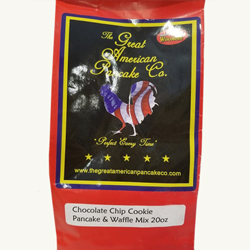 The
Great
American
Pancake Co.
"Perfect Every Time"
www.thegreatamericanpancakeco.com
Chocolate Chip Cookie
Pancake & Waffle Mix 20oz